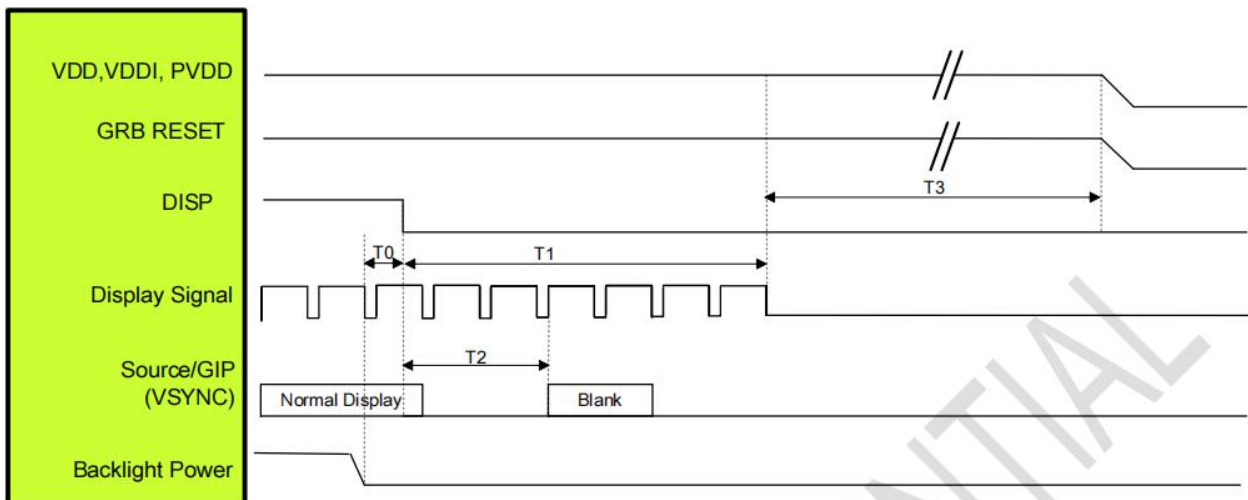 VDD,VDDI, PVDD
GRB RESET
T3
DISP
T0
T1
Display Signal
T2
Source/GIP
(VSYNC)
Normal Display
Blank
Backlight Power
NTIAL